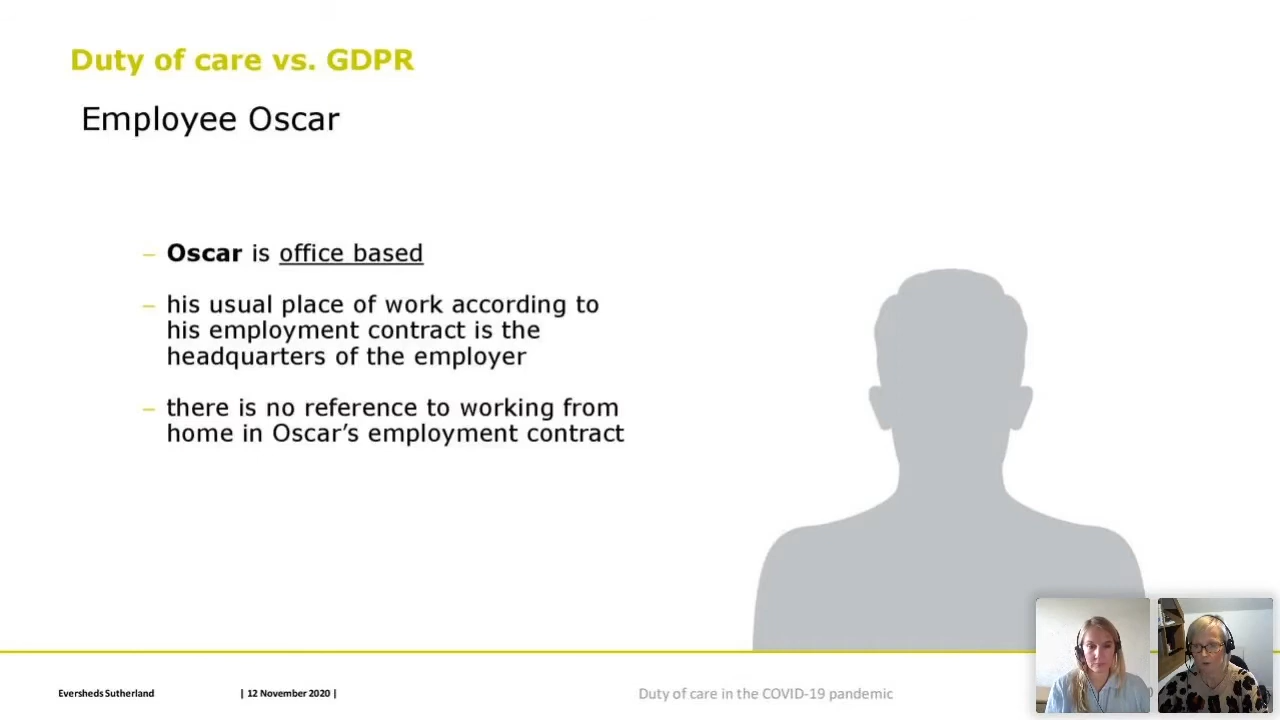 Duty of care vs. GDPR
Employee Oscar
– Oscar is office based
– his usual place of work according to
his employment contract is the
headquarters of the employer
– there is no reference to working from
home in Oscar’s employment contract
Eversheds Sutherland | 12 November 2020 | Duty of care in the COVID-19 pandemic